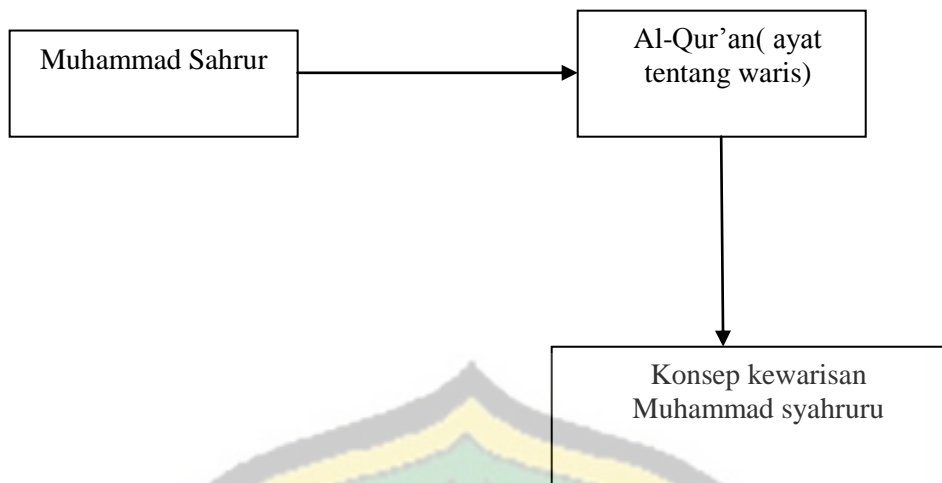 Muhammad Sahrur
Al-Qur’an( ayat
tentang waris)
Konsep kewarisan
Muhammad syahruru